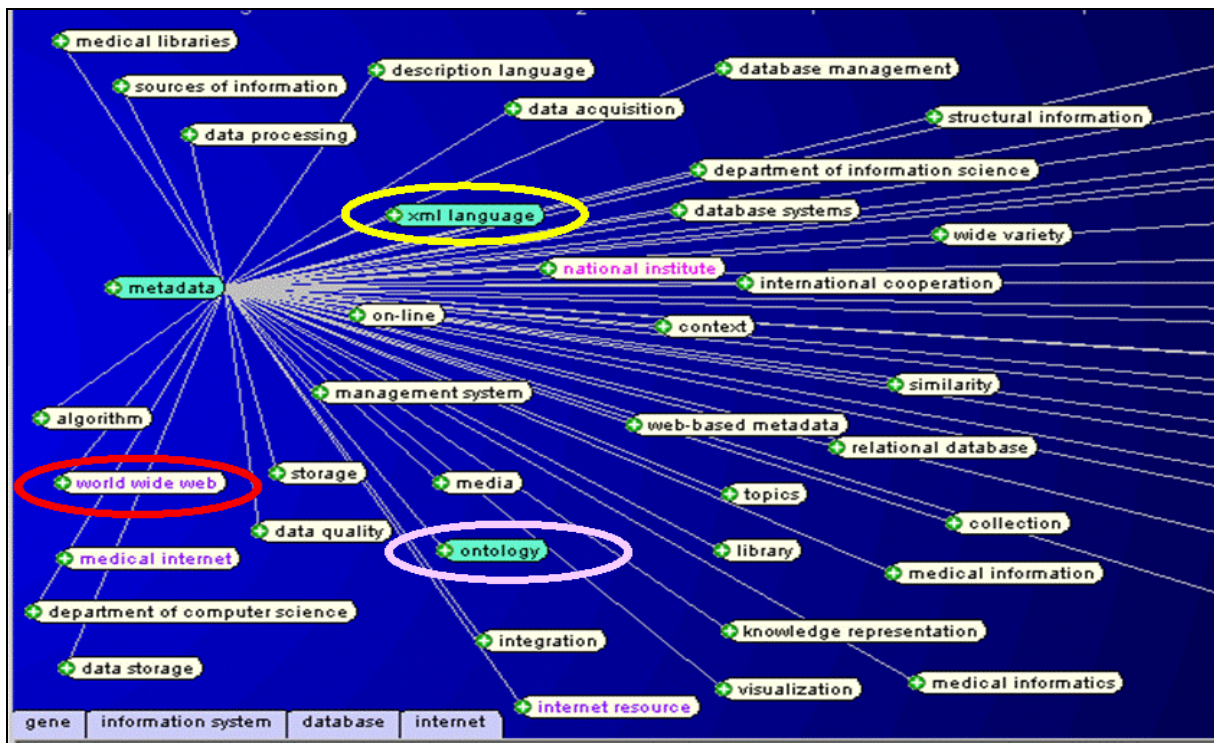 medical libraries
description language
database management
sources of information
data acquisition
structural information
data processing
department of information science
xml language
database systems
wide variety
national institute
metadata
international cooperation
on-line
context
similarity
management system
algorithm
web-based metadata
relational database
world wide web
storage
media
topics
data quality
collection
ontology
library
medical internet
medical information
department of computer science
integration
knowledge representation
data storage
visualization
medical informatics
internet resource
gene
information system
database
internet